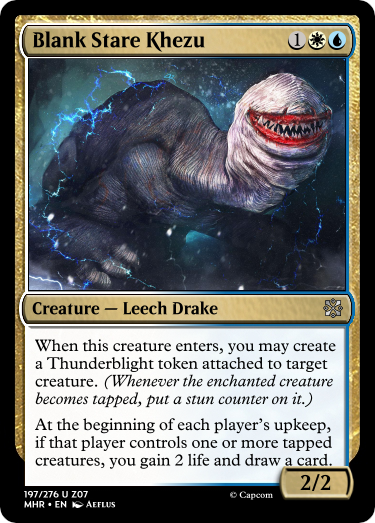 Blank Stare Khezu 1
Creature — Leech Drake
When this creature enters, you may create
a Thunderblight token attached to target
creature. (Whenever the enchanted creature
becomes tapped, put a stun counter on it.)
At the beginning of each player's upkeep,
if that player controls one or more tapped
creatures, you gain 2 life and draw a card.
2/2
197/276 U Z07
MHR • EN Aeflus
© Capcom